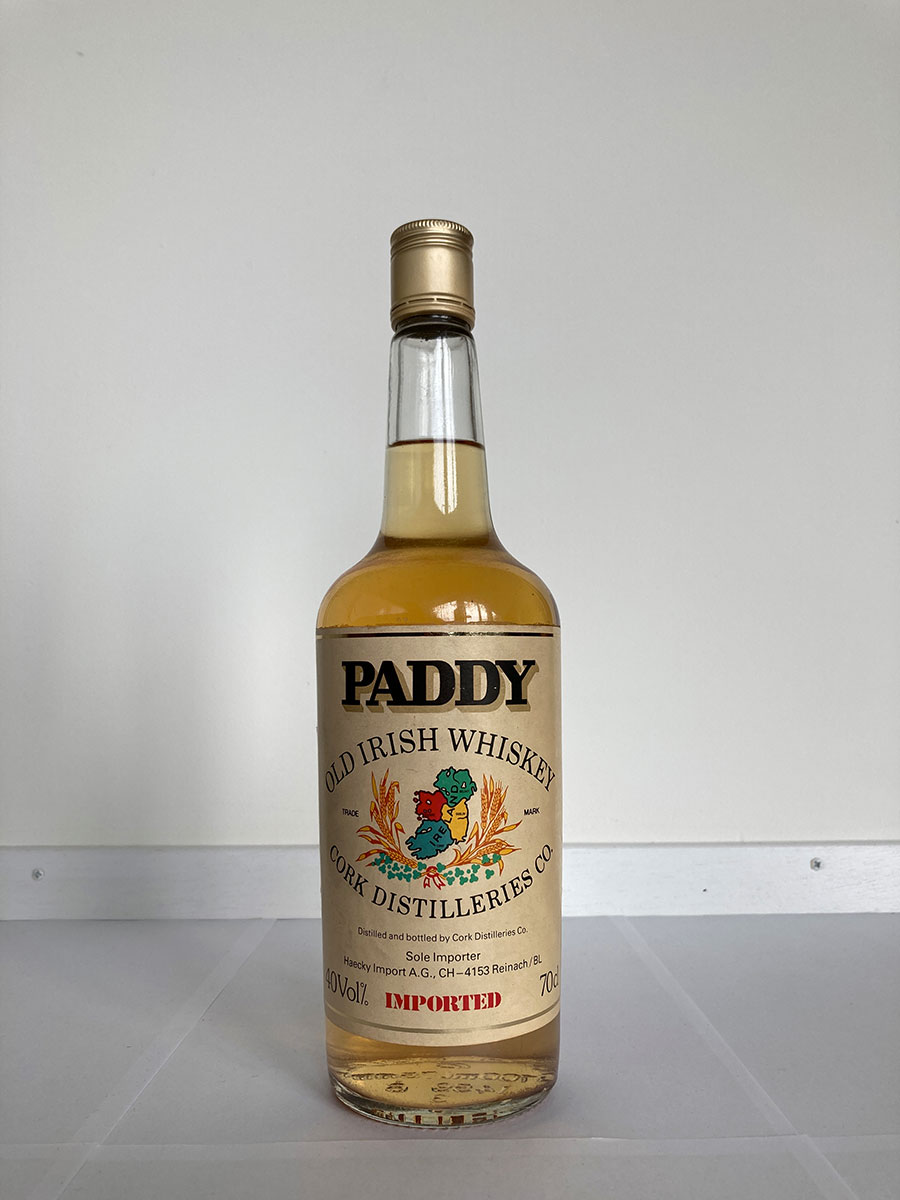 PADDY
OLD IRISH WHISKEY
IRELAND
TRADE
MARK
CORK DISTILLERIES CO.
Distilled and bottled by Cork Distilleries Co.
Sole Importer
Haecky Import A.G., CH–4153 Reinach/BL
40Vol%
IMPORTED
70cl